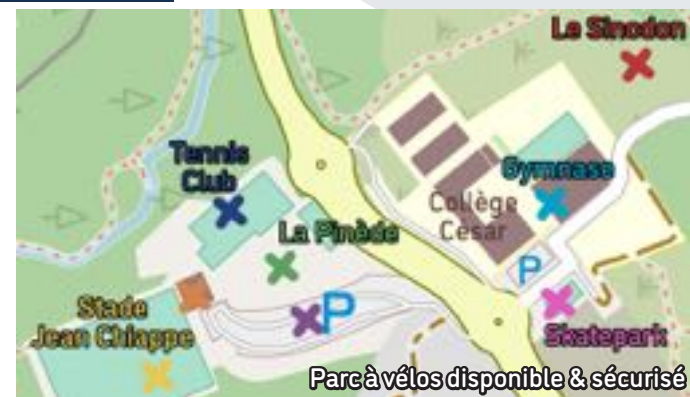 Le Sinodon
Tennis
Club
Gymnase
Collège
César
La Pinède
P
P
Stade
Jean Chiappe
Skatepark
Parc à vélos disponible & sécurisé